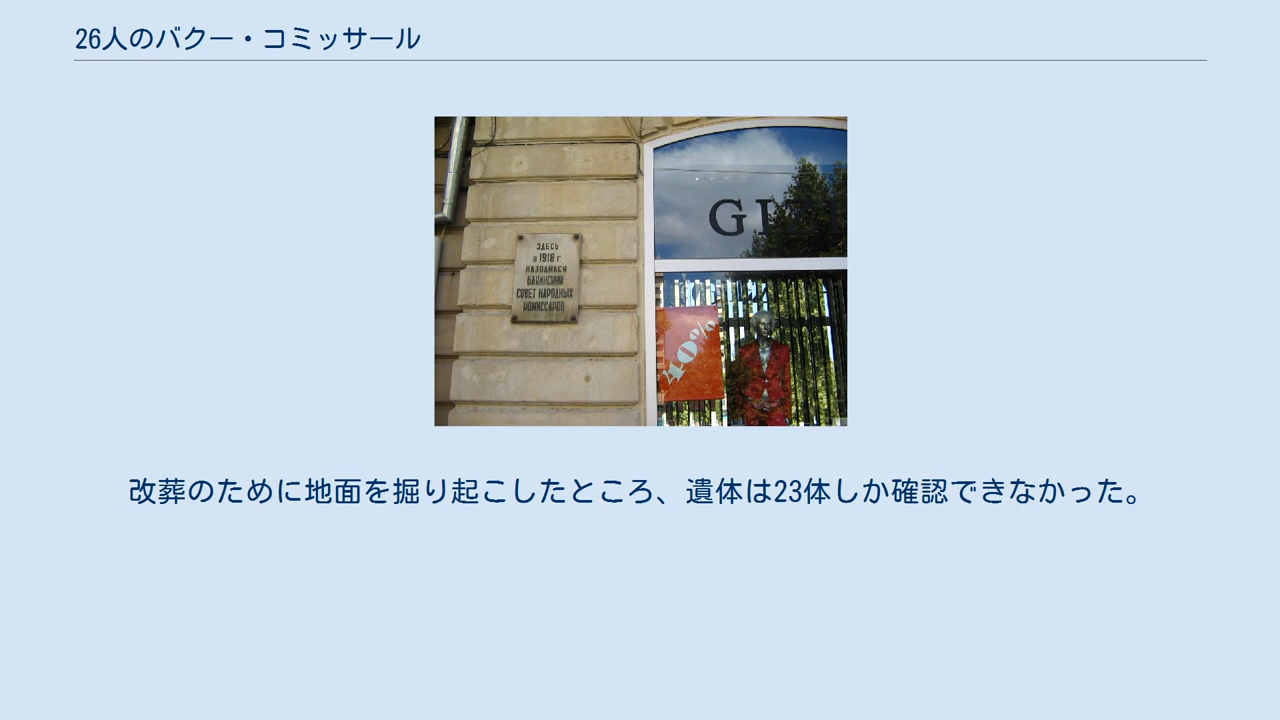 26人のバクー・コミッサール
ЗДЕСЬ
в 1918 г.
НАХОДИЛСЯ
БАКИНСКИЙ
СОВЕТ НАРОДНЫХ
КОМИССАРОВ
GIZI
40%
改葬のために地面を掘り起こしたところ、遺体は23体しか確認できなかった。